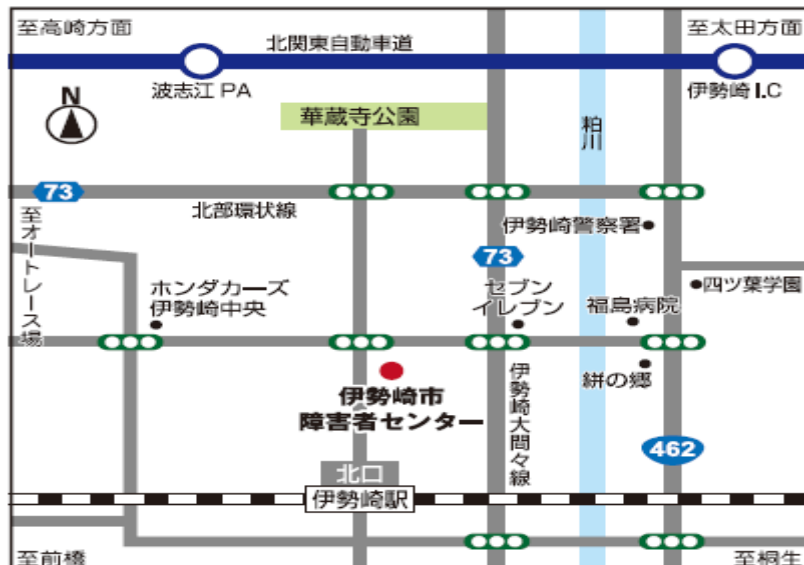 至高崎方面
北関東自動車道
至太田方面
波志江 PA
伊勢崎 I.C
N
華蔵寺公園
粕川
73
北部環状線
至オートレース場
伊勢崎警察署
73
ホンダカーズ
伊勢崎中央
セブン
イレブン
福島病院
四ツ葉学園
伊勢崎市
障害者センター
伊勢崎大間々線
絣の郷
462
北口
伊勢崎駅
至前橋
至桐生